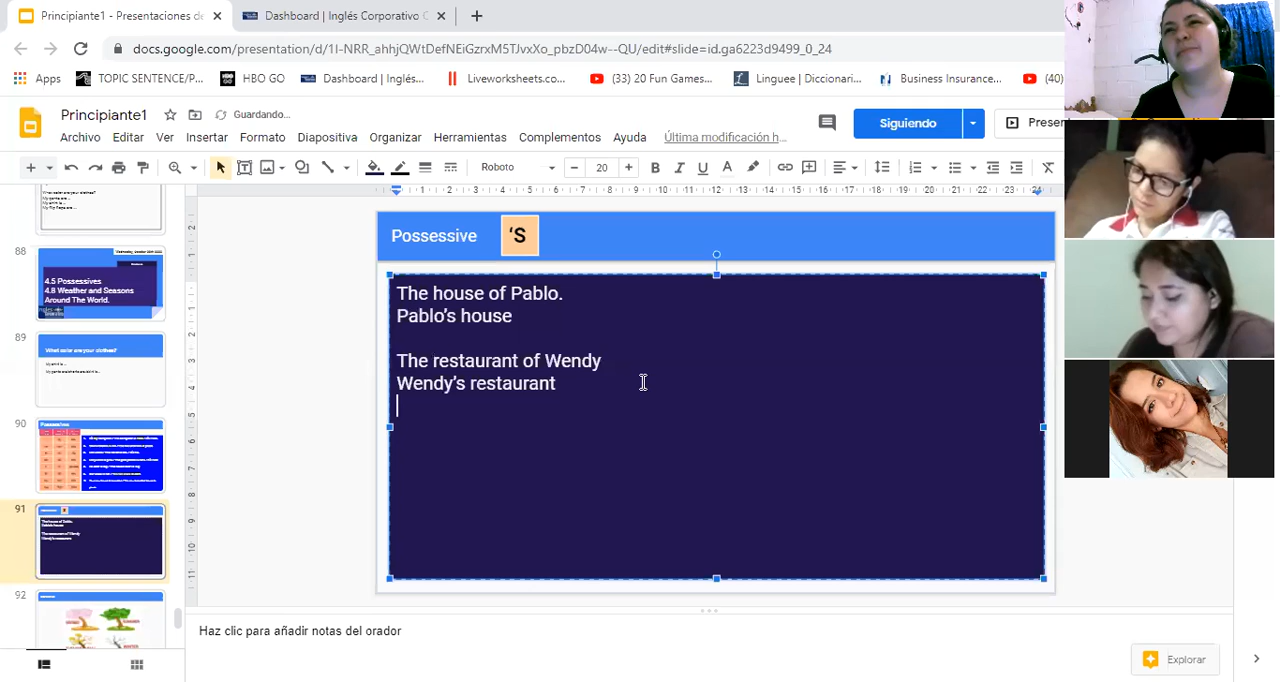 Principiante1 - Presentaciones de
Dashboard | Inglés Corporativo C
docs.google.com/presentation/d/1I-NRR_ahhjQWtDefNEiGzrxM5TJvxXo_pbzD04w--QU/edit#slide=id.ga6223d9499_0_24
Apps
TOPIC SENTENCE/P...
HBO GO
Dashboard | Inglés...
Liveworksheets.co...
(33) 20 Fun Games...
Linguee | Diccionari...
Business Insurance...
(40)
Principiante1
Guardando...
Archivo Editar Ver Insertar Formato Diapositiva Organizar Herramientas Complementos Ayuda Última modificación h...
Siguiendo
Presen
Roboto
20
88
4.5 Possessives
4.8 Weather and Seasons
Around The World.
89
What color are your clothes?
90
Possessives
91
92
Possessive 'S
The house of Pablo.
Pablo's house
The restaurant of Wendy
Wendy's restaurant
Haz clic para añadir notas del orador
Explorar